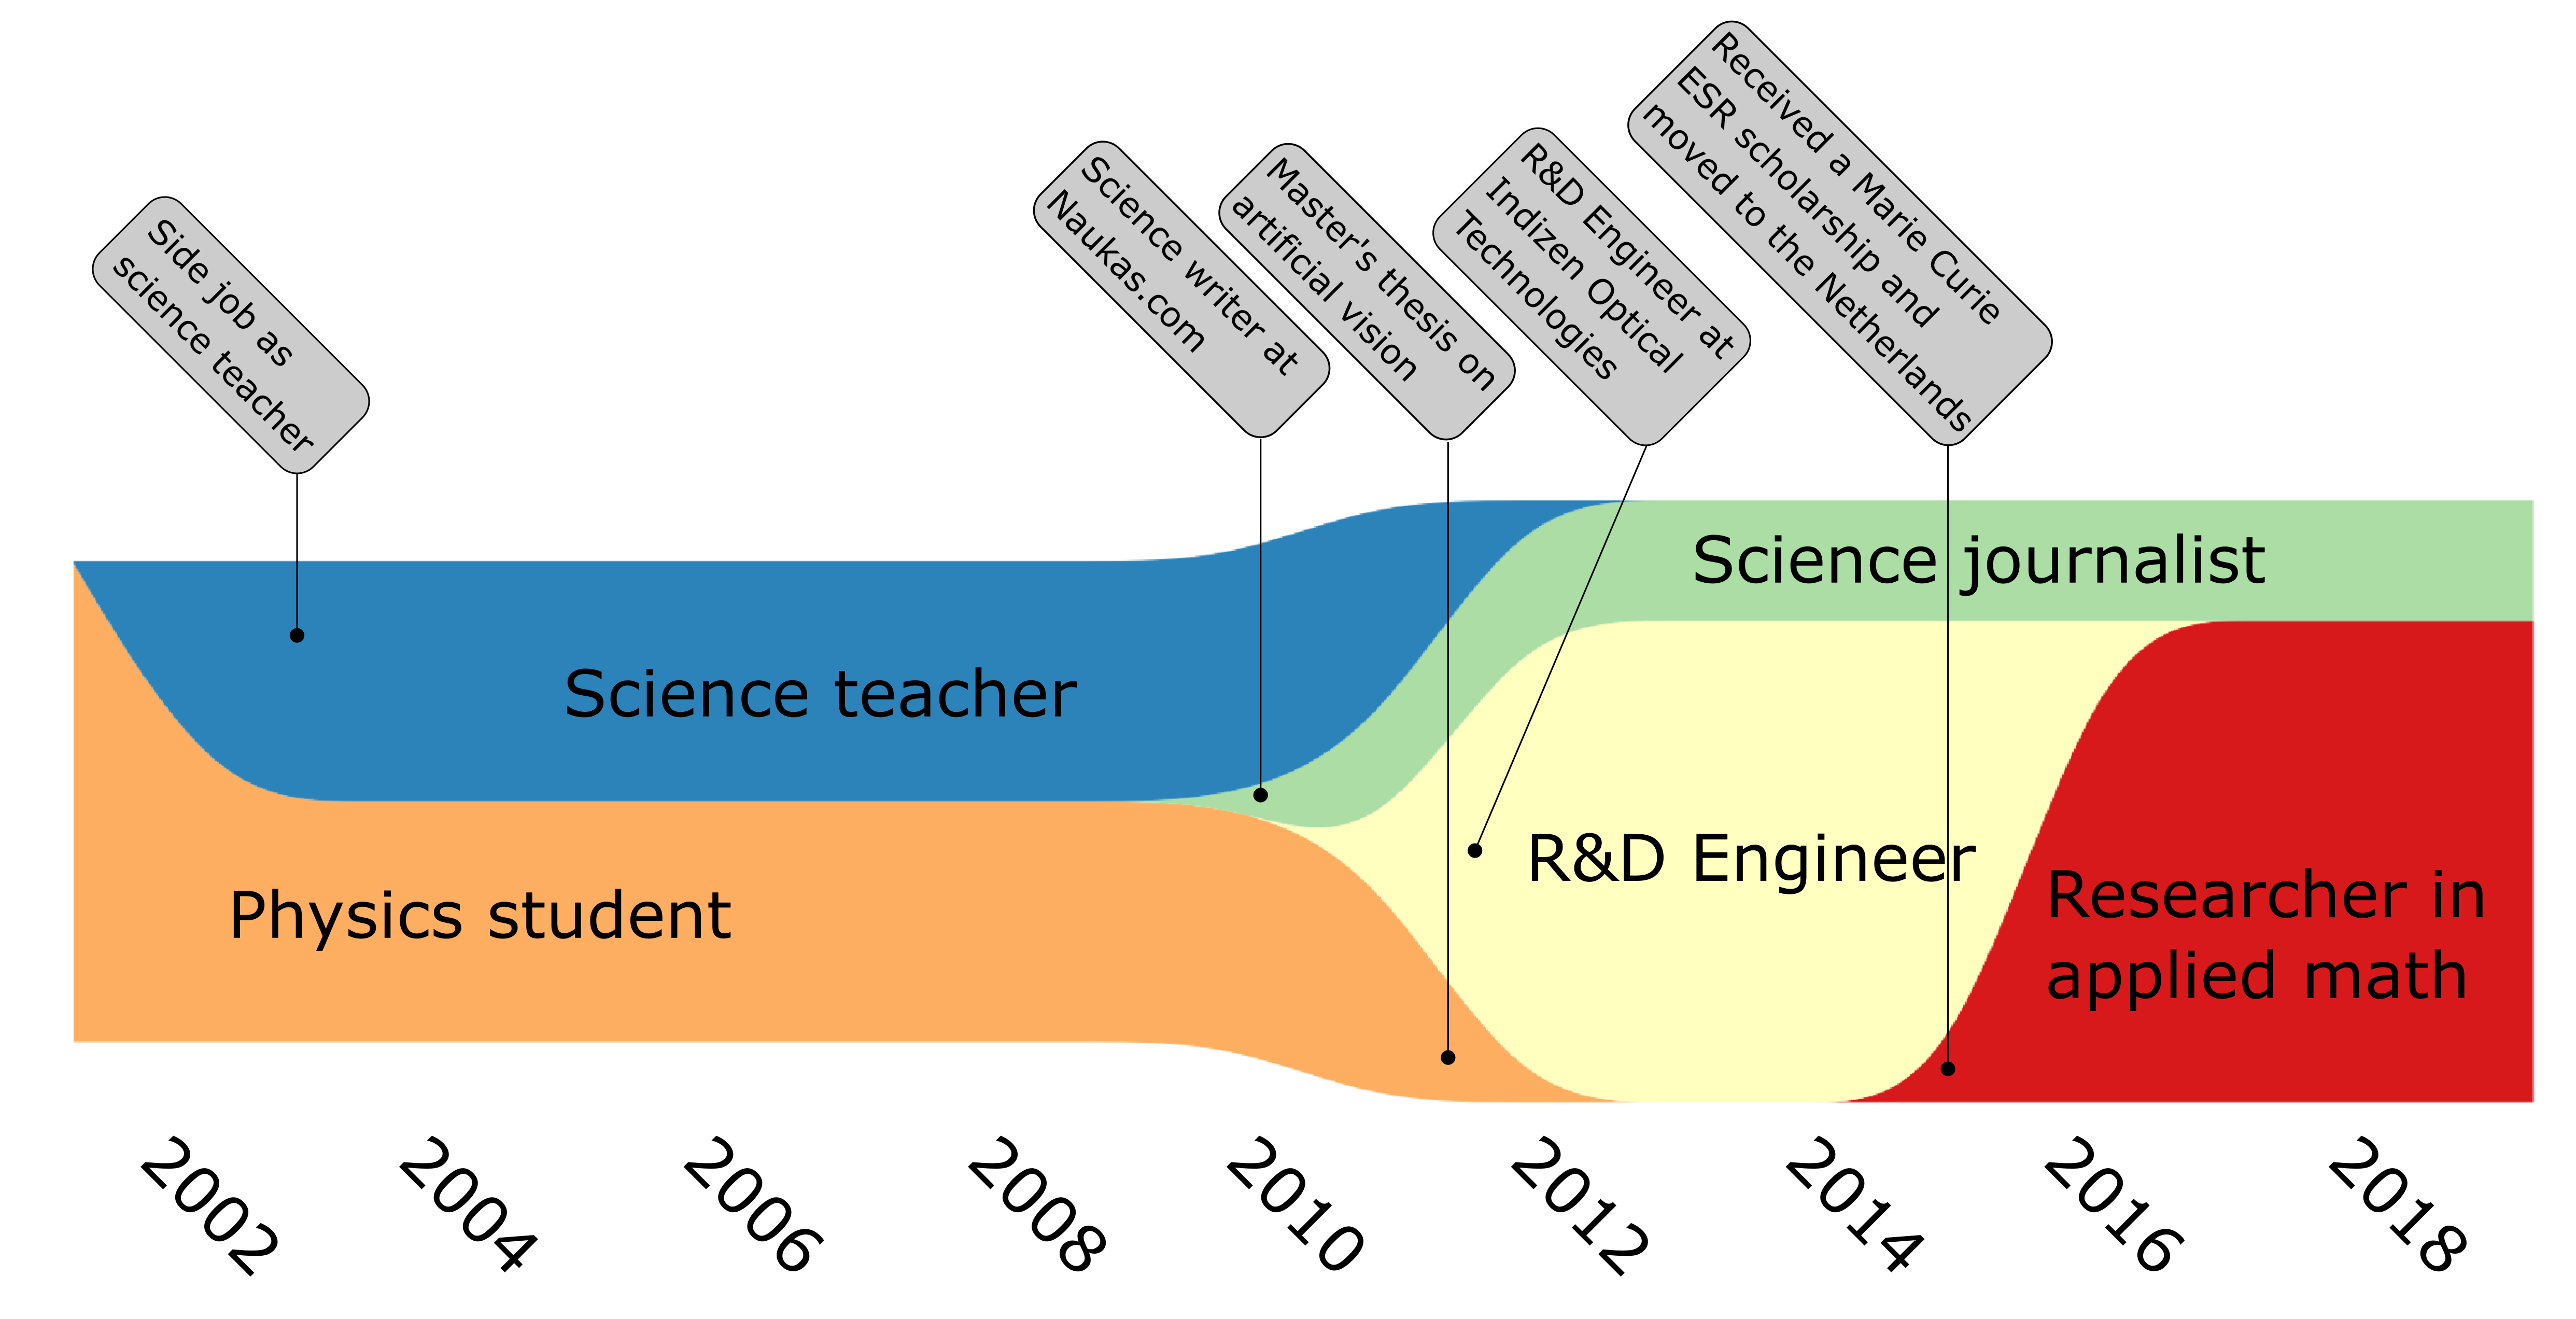 Side job as
science teacher
Science writer at
Naukas.com
Master's thesis on
artificial vision
R&D Engineer at
Indizen Optical
Technologies
Received a Marie Curie
ESR scholarship and
moved to the Netherlands
Science journalist
Science teacher
R&D Engineer
Physics student
Researcher in
applied math
2002
2004
2006
2008
2010
2012
2014
2016
2018